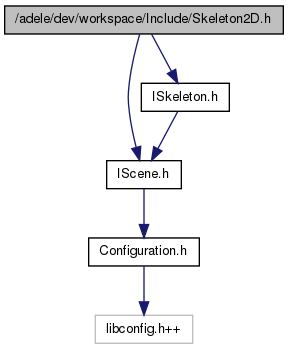 /adele/dev/workspace/Include/Skeleton2D.h
ISkeleton.h
IScene.h
Configuration.h
libconfig.h++